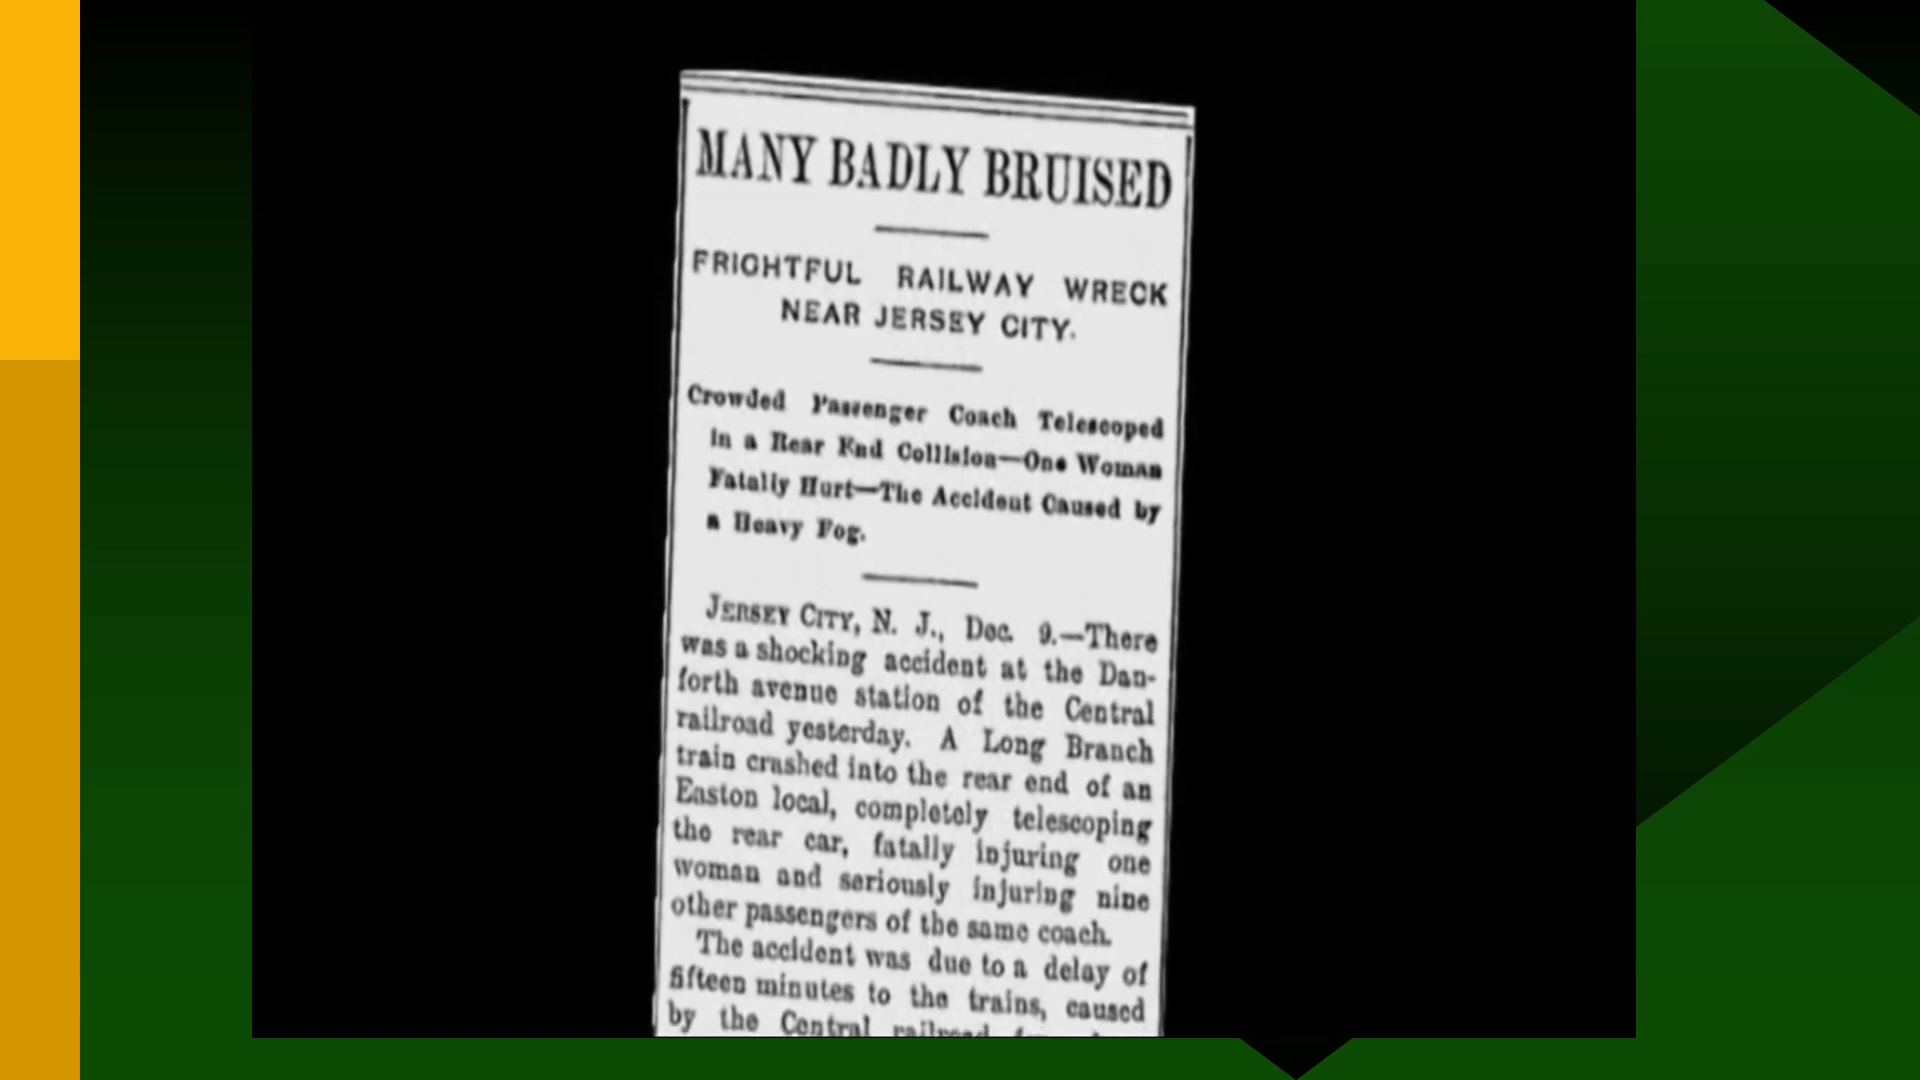 MANY BADLY BRUISED
FRIGHTFUL RAILWAY WRECK
NEAR JERSEY CITY.
Crowded Passenger Coach Telescoped
in a Rear End Collision—One Woman
Fatally Hurt—The Accident Caused by
a Heavy Fog.
JERSEY CITY, N. J., Dec. 9.—There
was a shocking accident at the Dan-
forth avenue station of the Central
railroad yesterday. A Long Branch
train crashed into the rear end of an
Easton local, completely telescoping
the rear car, fatally injuring one
woman and seriously injuring nine
other passengers of the same coach.
The accident was due to a delay of
fifteen minutes to the trains, caused
by the Central railroad